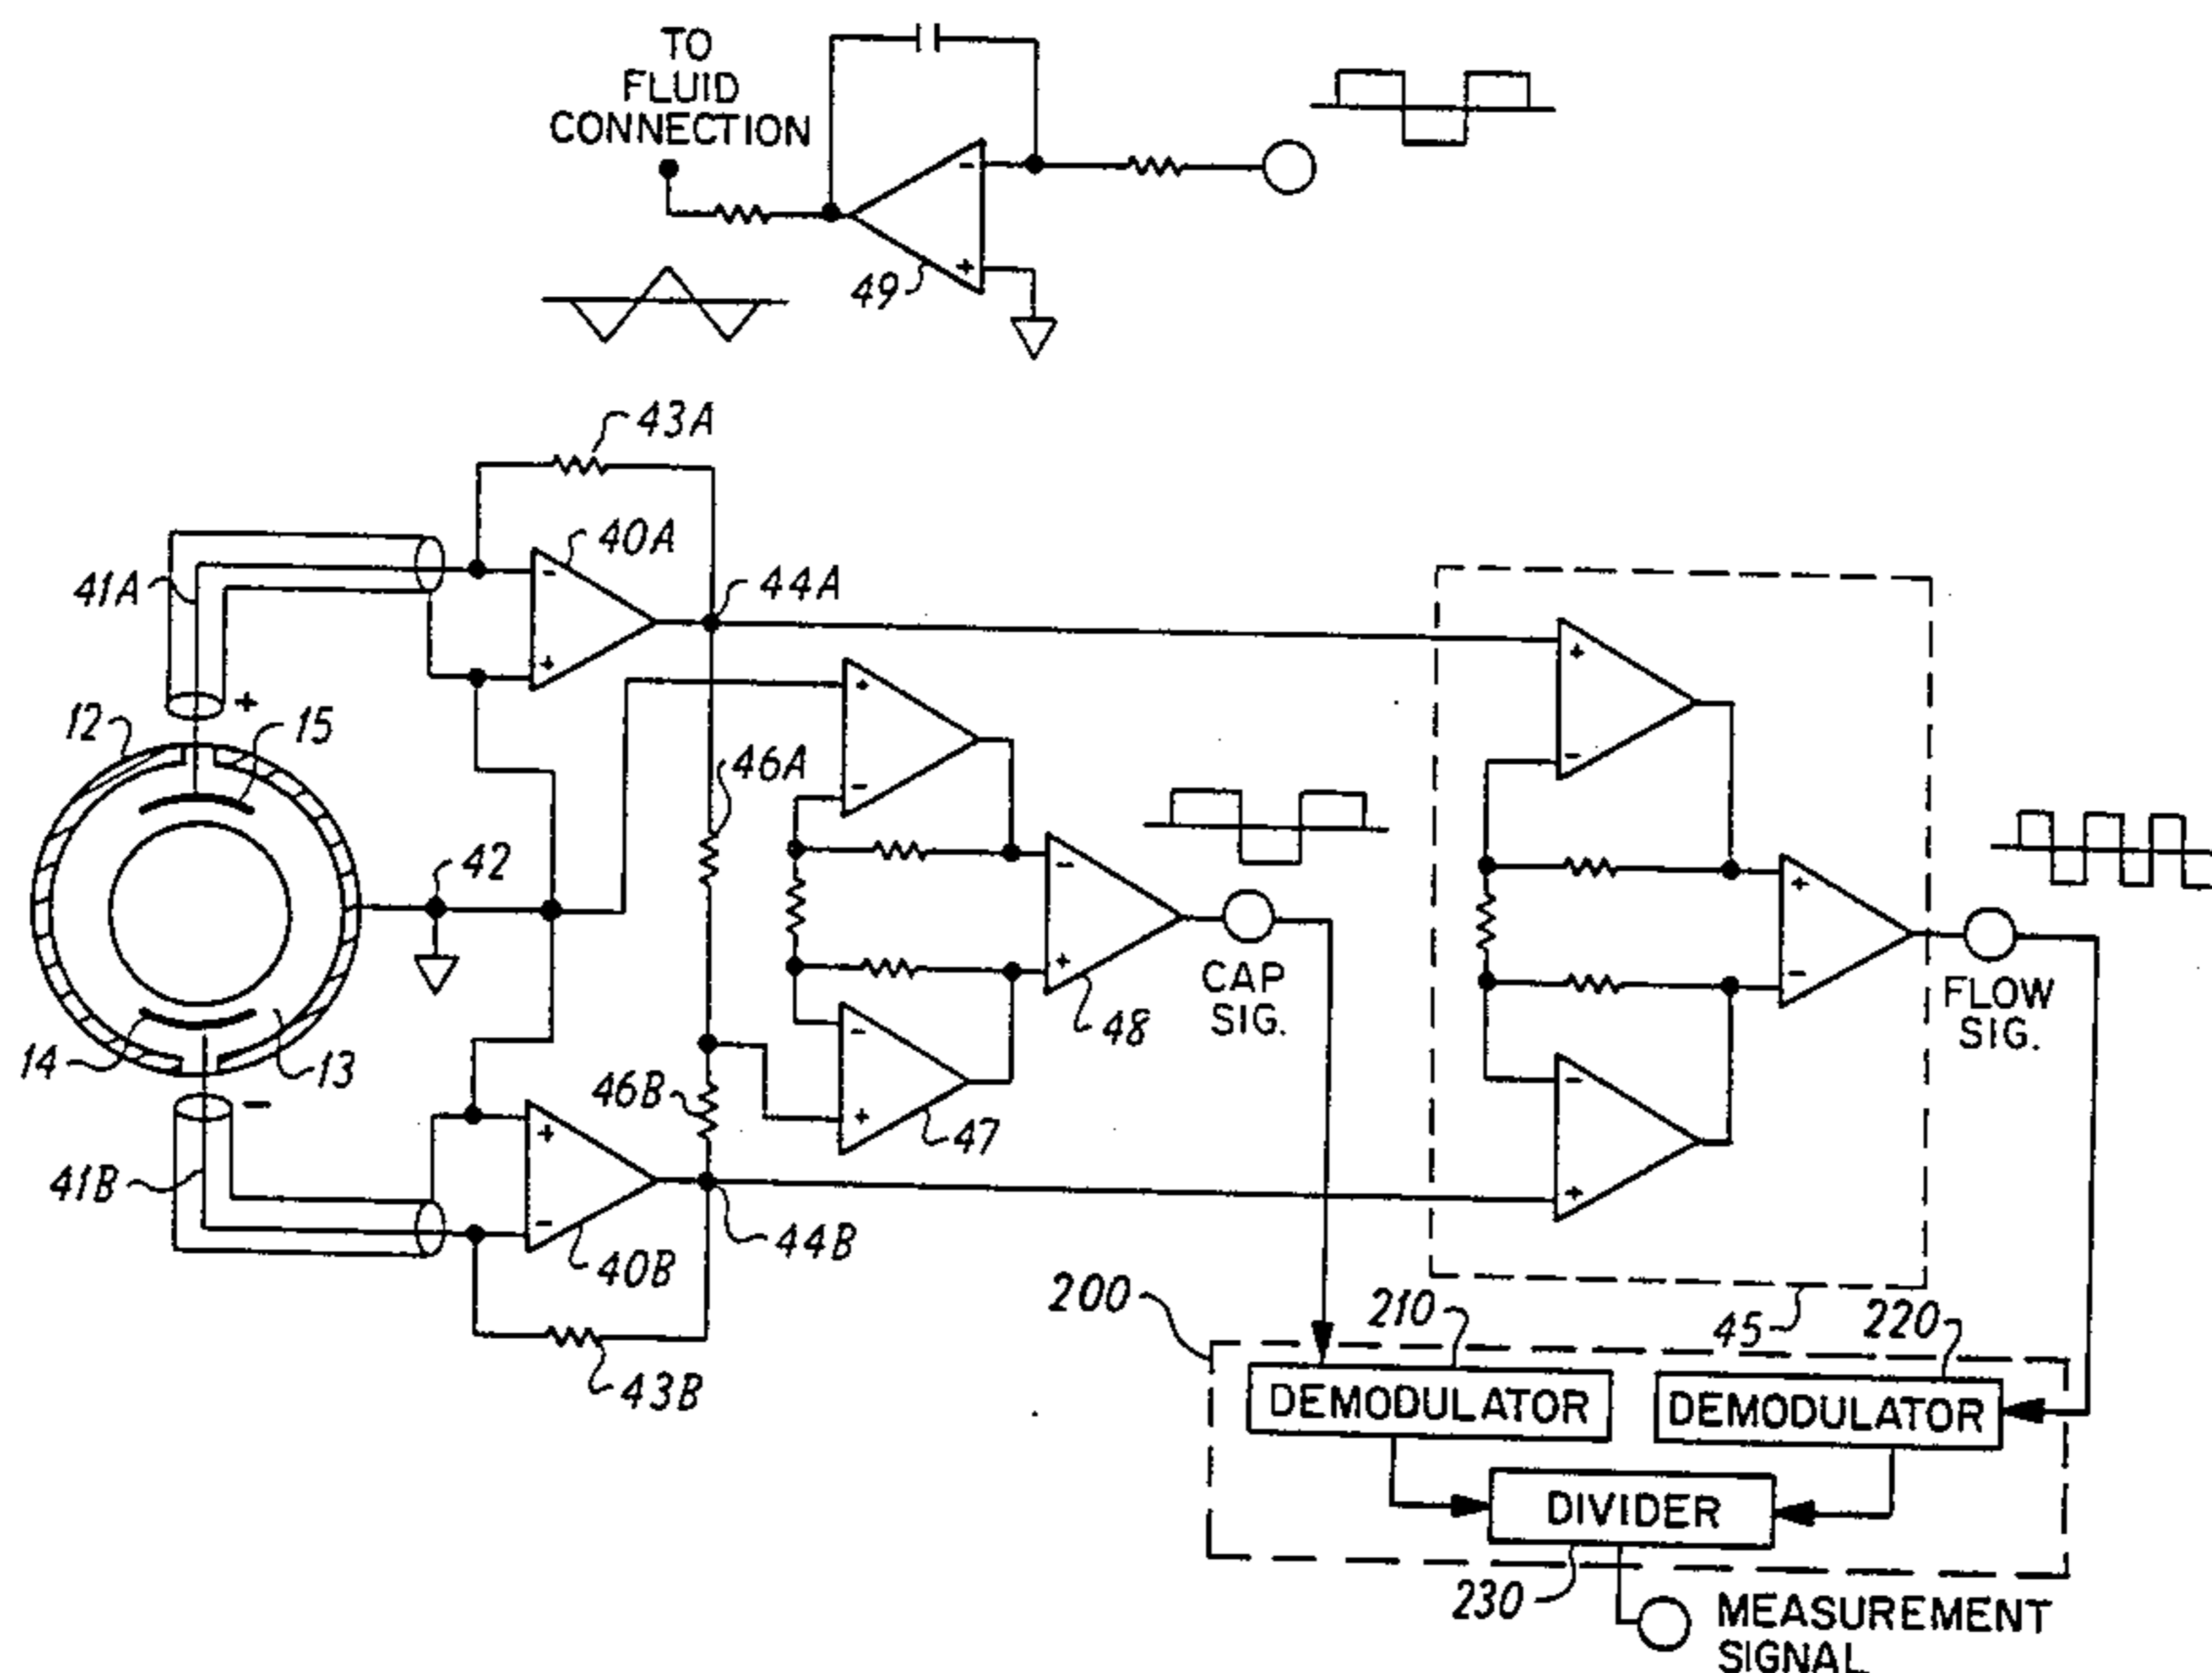 TO
FLUID
CONNECTION
-
+
49
43A
40A
-
41A
44A
+
+
+
-
+
12
15
46A
-
42
-
+
CAP
SIG.
-
FLOW
SIG.
+
48
14
13
-
-
46B
-
+
+
47
41B
+
-
44B
40B
200
210
45
220
43B
DEMODULATOR
DEMODULATOR
DIVIDER
230
MEASUREMENT
SIGNAL